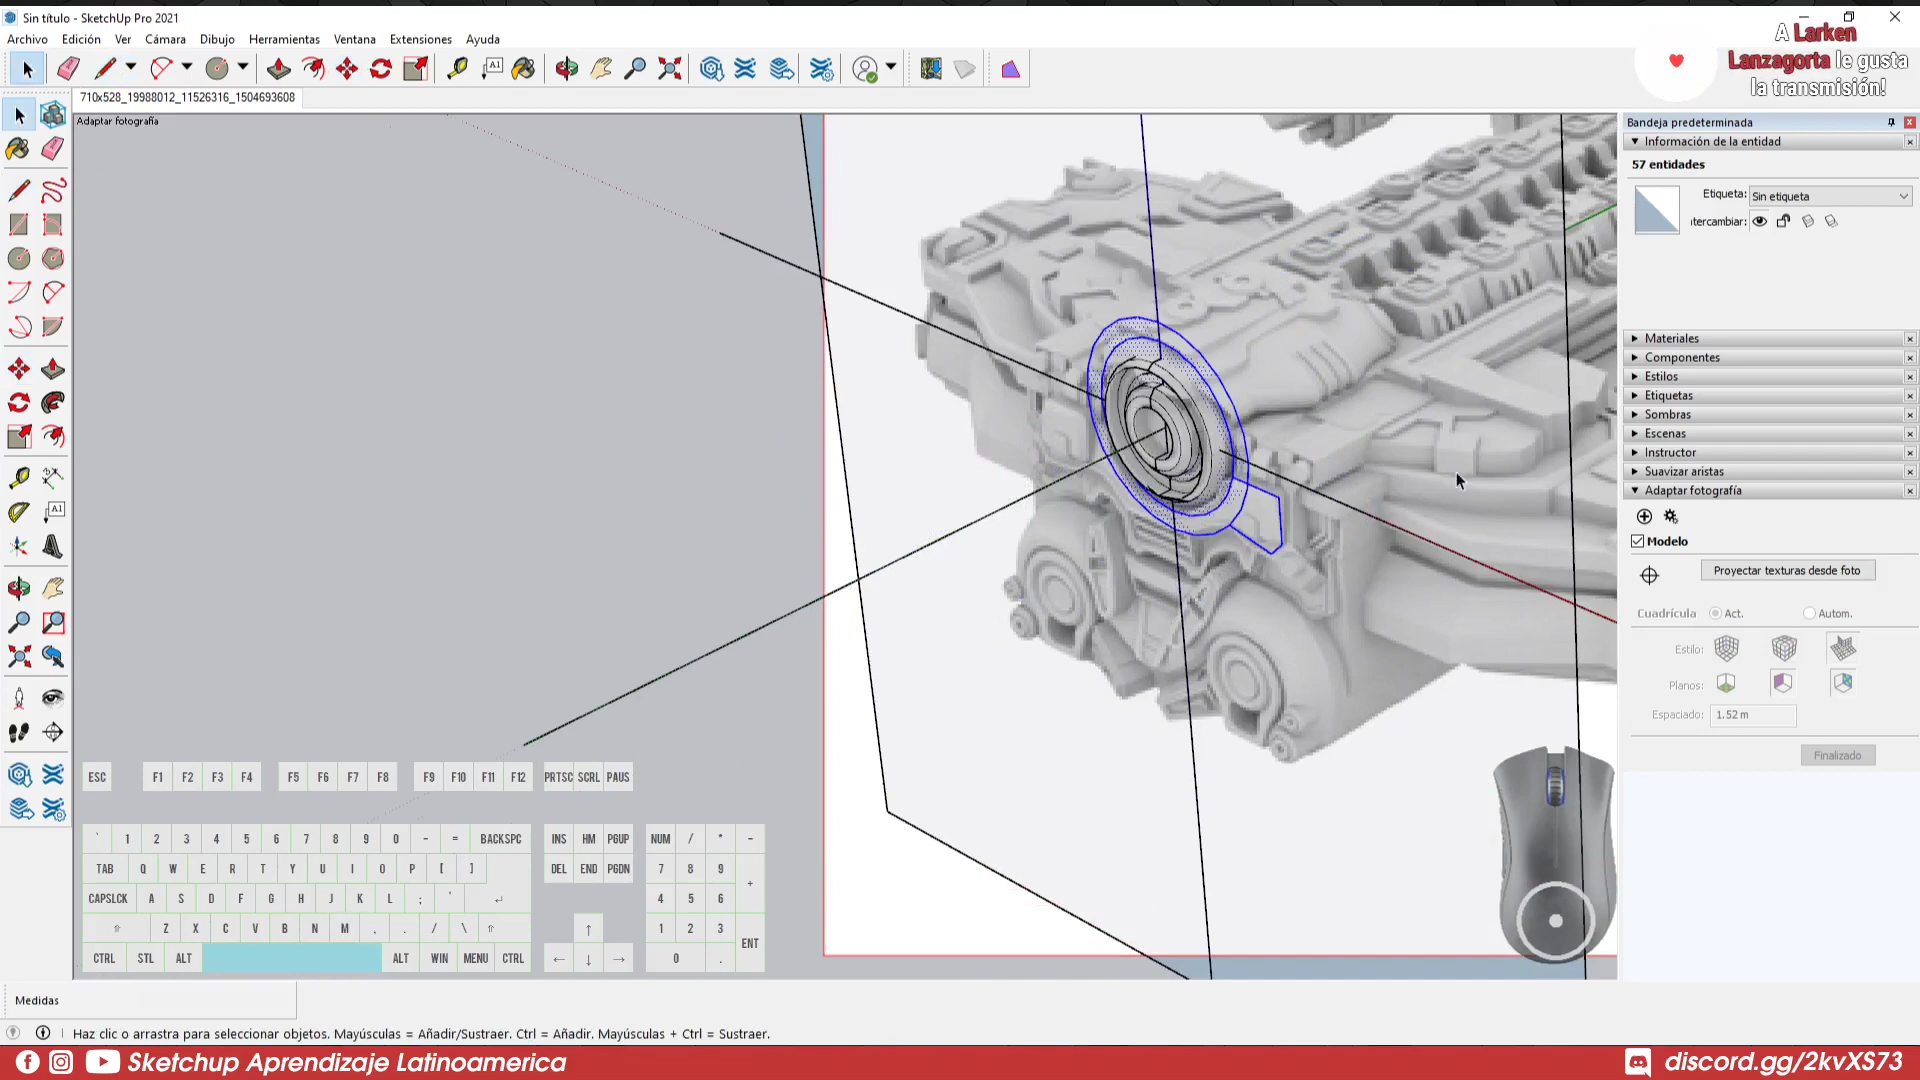 Sin título - SketchUp Pro 2021
Archivo Edición Ver Cámara Dibujo Herramientas Ventana Extensiones Ayuda
A Larken
Lanzagorta le gusta
la transmisión!
710x528_19988012_11526316_1504693608
Adaptar fotografía
Bandeja predeterminada
Información de la entidad
57 entidades
Etiqueta: Sin etiqueta
itercambiar:
Materiales
Componentes
Estilos
Etiquetas
Sombras
Escenas
Instructor
Suavizar aristas
Adaptar fotografía
Modelo
Proyectar texturas desde foto
Cuadrícula Act. Autom.
Estilo:
Planos:
Espaciado: 1.52 m
Finalizado
ESC F1 F2 F3 F4 F5 F6 F7 F8 F9 F10 F11 F12 PRTSC SCRL PAUS
` 1 2 3 4 5 6 7 8 9 0 - = BACKSPC INS HM PGUP NUM / * -
TAB Q W E R T Y U I O P [ ] DEL END PGDN 7 8 9 +
CAPSLCK A S D F G H J K L ; ' ↵ 4 5 6
⇧ Z X C V B N M , . / \ ⇧ ↑ 1 2 3 ENT
CTRL STL ALT ALT WIN MENU CTRL ← ↓ → 0 .
Medidas
Haz clic o arrastra para seleccionar objetos. Mayúsculas = Añadir/Sustraer. Ctrl = Añadir. Mayúsculas + Ctrl = Sustraer.
Sketchup Aprendizaje Latinoamerica
discord.gg/2kvXS73